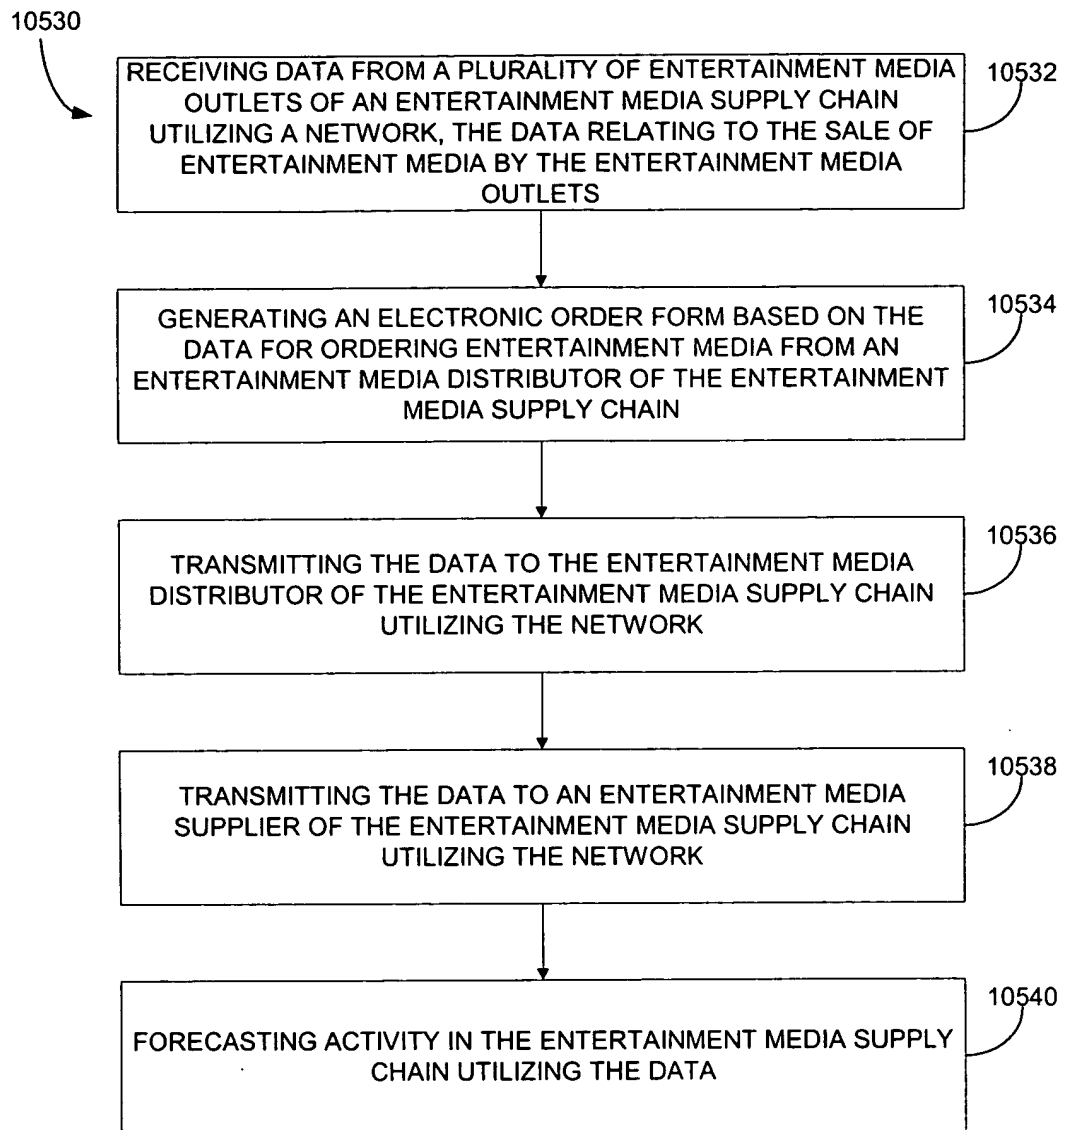 10530
RECEIVING DATA FROM A PLURALITY OF ENTERTAINMENT MEDIA
OUTLETS OF AN ENTERTAINMENT MEDIA SUPPLY CHAIN
UTILIZING A NETWORK, THE DATA RELATING TO THE SALE OF
ENTERTAINMENT MEDIA BY THE ENTERTAINMENT MEDIA
OUTLETS
10532
GENERATING AN ELECTRONIC ORDER FORM BASED ON THE
DATA FOR ORDERING ENTERTAINMENT MEDIA FROM AN
ENTERTAINMENT MEDIA DISTRIBUTOR OF THE ENTERTAINMENT
MEDIA SUPPLY CHAIN
10534
TRANSMITTING THE DATA TO THE ENTERTAINMENT MEDIA
DISTRIBUTOR OF THE ENTERTAINMENT MEDIA SUPPLY CHAIN
UTILIZING THE NETWORK
10536
TRANSMITTING THE DATA TO AN ENTERTAINMENT MEDIA
SUPPLIER OF THE ENTERTAINMENT MEDIA SUPPLY CHAIN
UTILIZING THE NETWORK
10538
FORECASTING ACTIVITY IN THE ENTERTAINMENT MEDIA SUPPLY
CHAIN UTILIZING THE DATA
10540